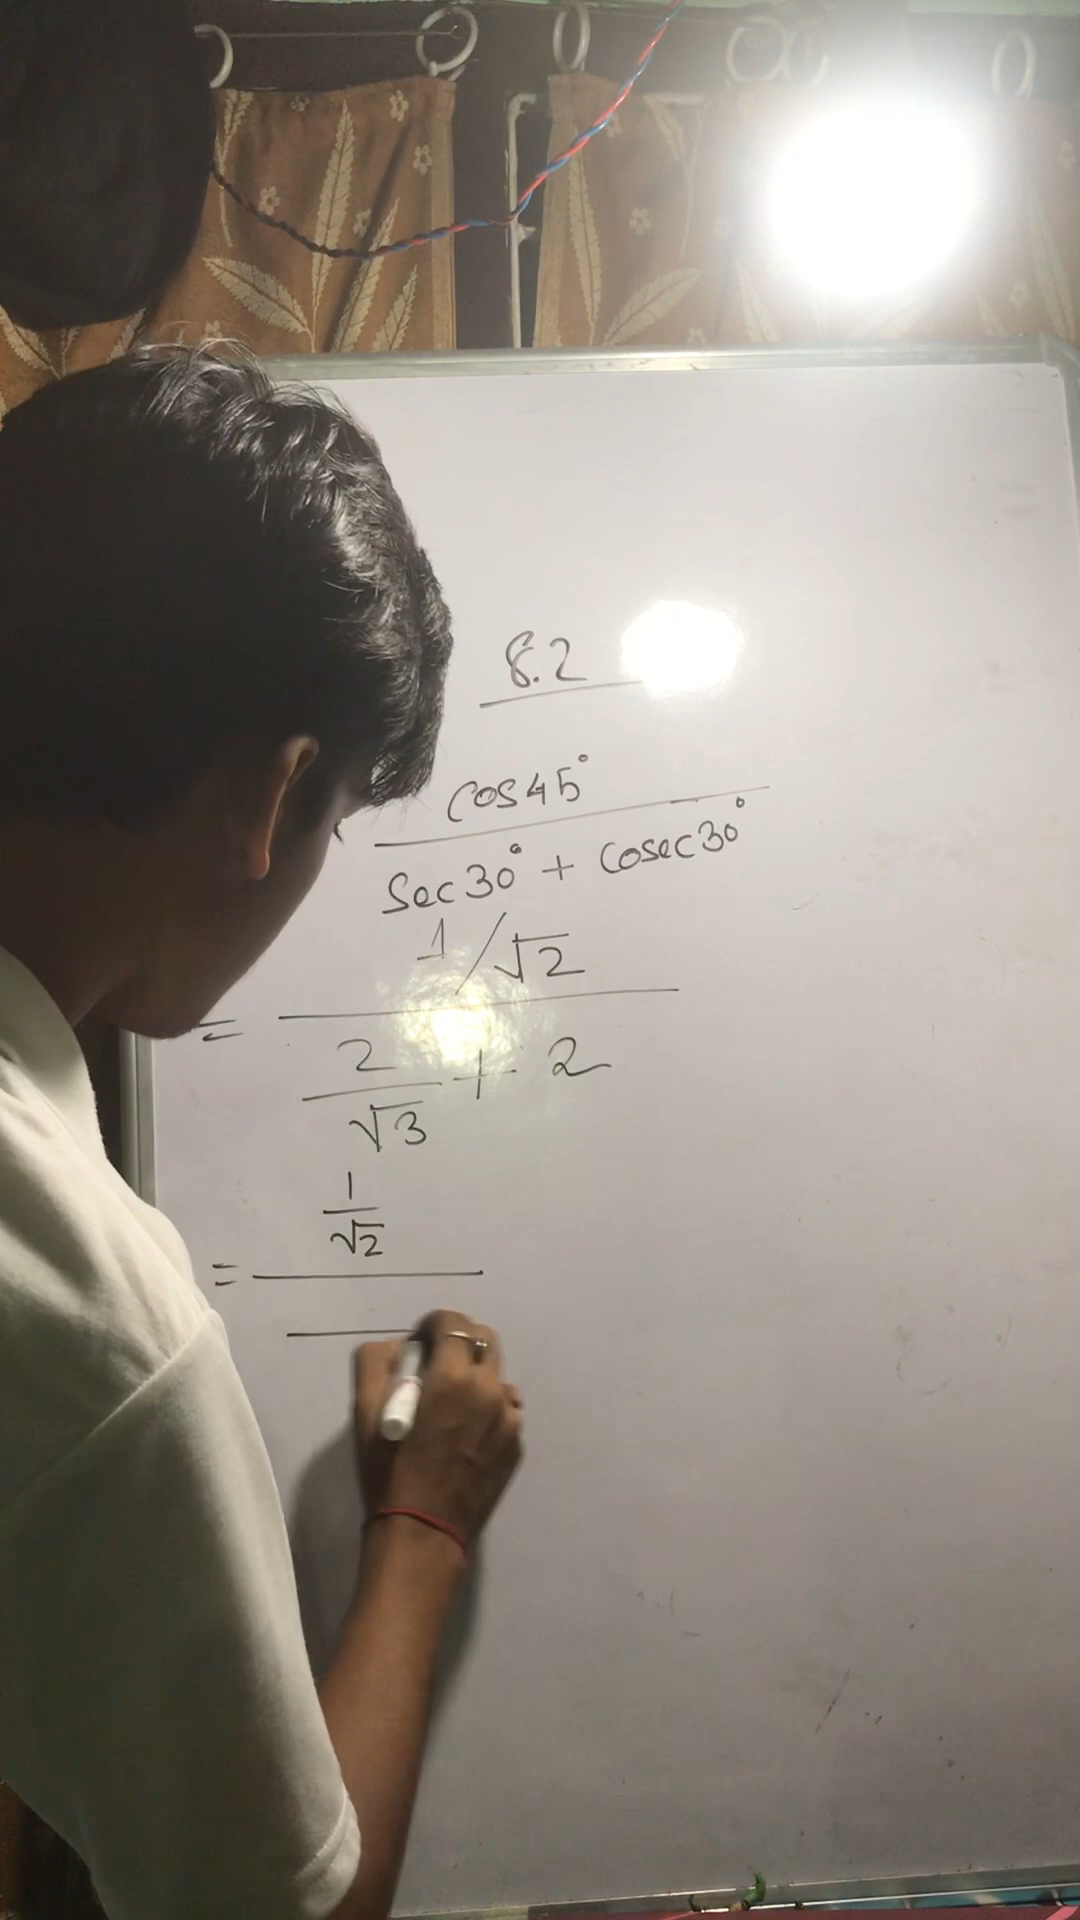 8.2
cos45°
Sec30° + Cosec30°
1/√2
=
2 + 2
√3
1
√2
=